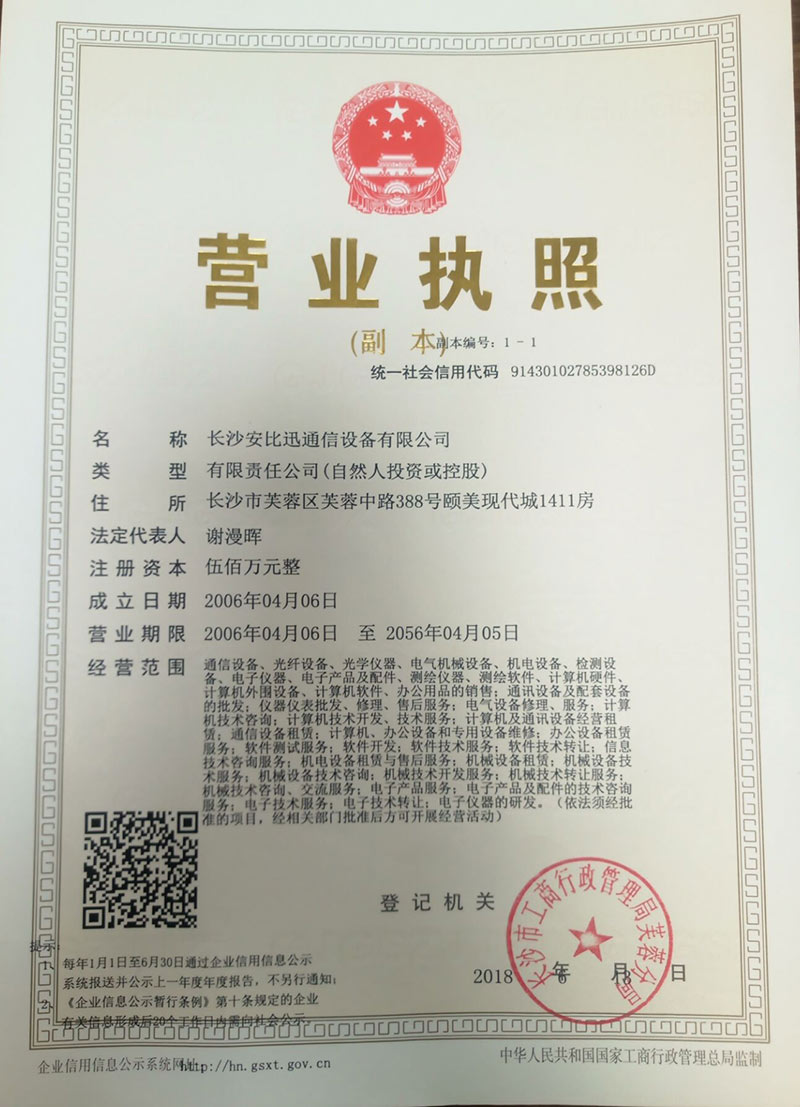 营业执照
(副 本)副本编号：1－1
统一社会信用代码 91430102785398126D
名 称 长沙安比迅通信设备有限公司
类 型 有限责任公司(自然人投资或控股)
住 所 长沙市芙蓉区芙蓉中路388号颐美现代城1411房
法定代表人 谢漫晖
注册资本 伍佰万元整
成立日期 2006年04月06日
营业期限 2006年04月06日 至 2056年04月05日
经营范围 通信设备、光纤设备、光学仪器、电气机械设备、机电设备、检测设
备、电子仪器、电子产品及配件、测绘仪器、测绘软件、计算机硬件、
计算机外围设备、计算机软件、办公用品的销售；通讯设备及配套设备
的批发；仪器仪表批发、修理、售后服务；电气设备修理、服务；计算
机技术咨询；计算机技术开发、技术服务；计算机及通讯设备经营租
赁；通信设备租赁；计算机、办公设备和专用设备维修；办公设备租赁
服务；软件测试服务；软件开发；软件技术服务；软件技术转让；信息
技术咨询服务；机电设备租赁与售后服务；机械设备租赁；机械设备技
术服务；机械设备技术咨询；机械技术开发服务；机械技术转让服务；
机械技术咨询、交流服务；电子产品服务；电子产品及配件的技术咨询
服务；电子技术服务；电子技术转让；电子仪器的研发。（依法须经批
准的项目，经相关部门批准后方可开展经营活动）
登记机关
长沙市工商行政管理局芙蓉分局
2018 年 6 月 8 日
提示：
1、每年1月1日至6月30日通过企业信用信息公示
系统报送并公示上一年度年度报告，不另行通知；
2、《企业信息公示暂行条例》第十条规定的企业
有关信息形成后20个工作日内需向社会公示
企业信用信息公示系统网址：http://hn.gsxt.gov.cn
中华人民共和国国家工商行政管理总局监制